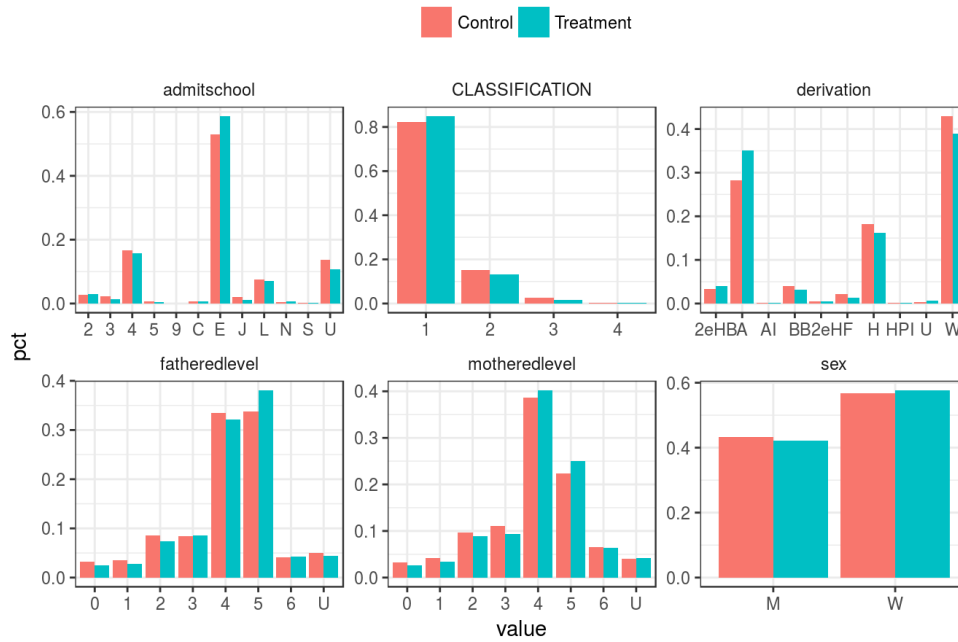 Control Treatment
admitschool
0.6
0.4
0.2
0.0
2 3 4 5 9 C E J L N S U
CLASSIFICATION
0.8
0.6
0.4
0.2
0.0
1 2 3 4
derivation
0.4
0.3
0.2
0.1
0.0
2eHBA AI BB2eHF H HPI U W
pct
fatheredlevel
0.4
0.3
0.2
0.1
0.0
0 1 2 3 4 5 6 U
motheredlevel
0.4
0.3
0.2
0.1
0.0
0 1 2 3 4 5 6 U
sex
0.6
0.4
0.2
0.0
M W
value